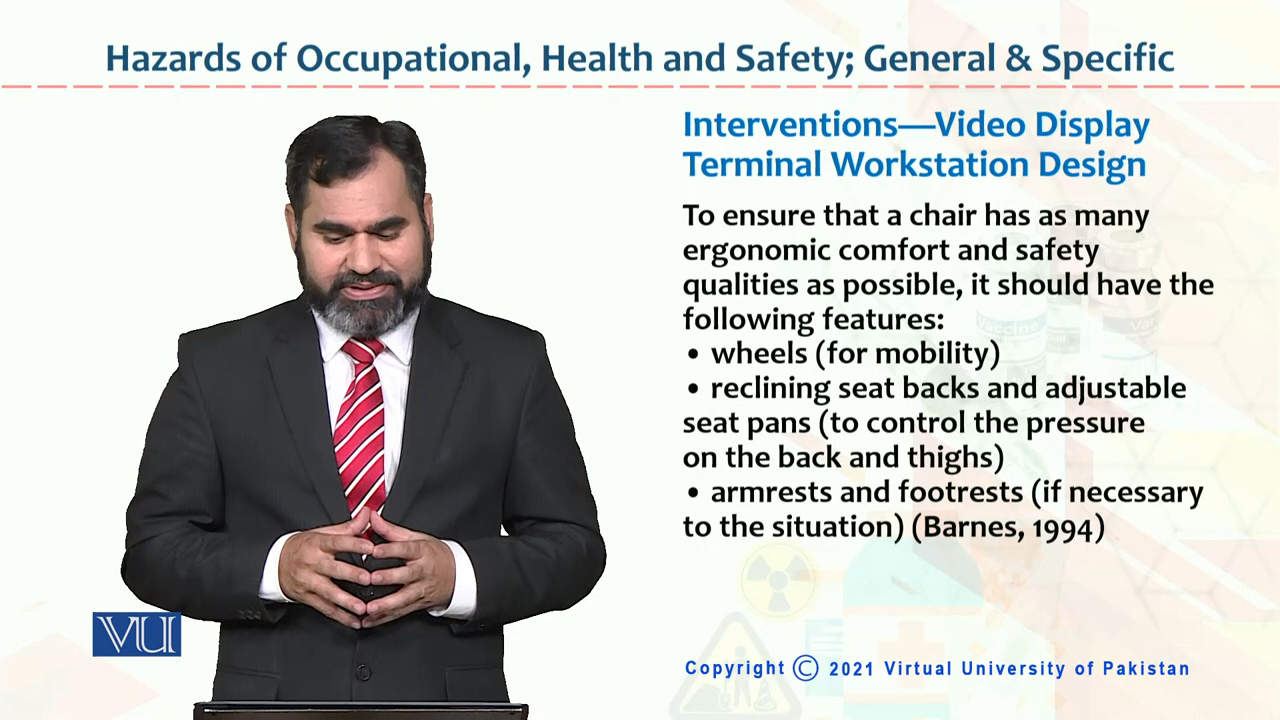 Hazards of Occupational, Health and Safety; General & Specific
Interventions—Video Display
Terminal Workstation Design
To ensure that a chair has as many
ergonomic comfort and safety
qualities as possible, it should have the
following features:
• wheels (for mobility)
• reclining seat backs and adjustable
seat pans (to control the pressure
on the back and thighs)
• armrests and footrests (if necessary
to the situation) (Barnes, 1994)
VU
Copyright © 2021 Virtual University of Pakistan